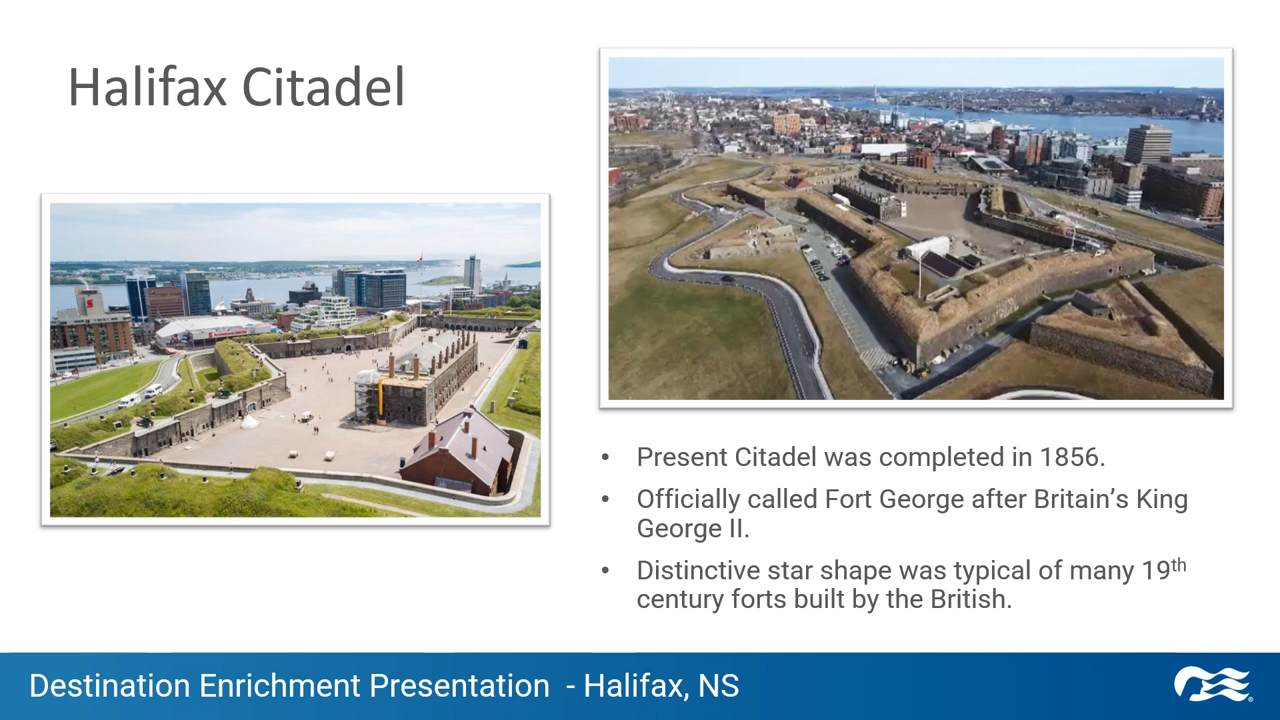 Halifax Citadel
• Present Citadel was completed in 1856.
• Officially called Fort George after Britain’s King
George II.
• Distinctive star shape was typical of many 19th
century forts built by the British.
Destination Enrichment Presentation - Halifax, NS
®